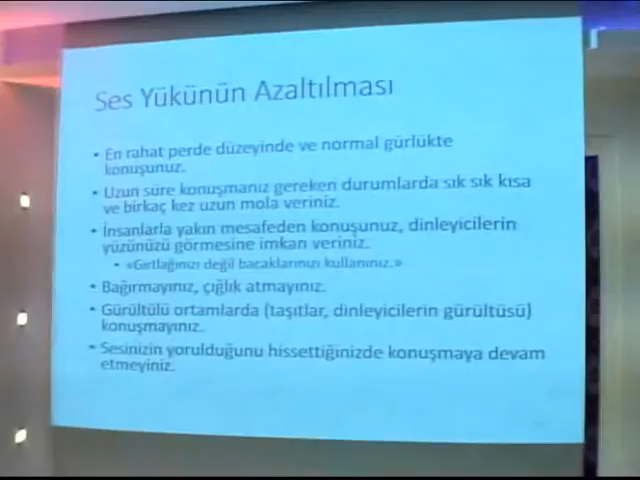 Ses Yükünün Azaltılması
• En rahat perde düzeyinde ve normal gürlükte
konuşunuz.
• Uzun süre konuşmanız gereken durumlarda sık sık kısa
ve birkaç kez uzun mola veriniz.
• İnsanlarla yakın mesafeden konuşunuz, dinleyicilerin
yüzünüzü görmesine imkan veriniz.
• «Gırtlağınızı değil bacaklarınızı kullanınız.»
• Bağırmayınız, çığlık atmayınız.
• Gürültülü ortamlarda (taşıtlar, dinleyicilerin gürültüsü)
konuşmayınız.
• Sesinizin yorulduğunu hissettiğinizde konuşmaya devam
etmeyiniz.